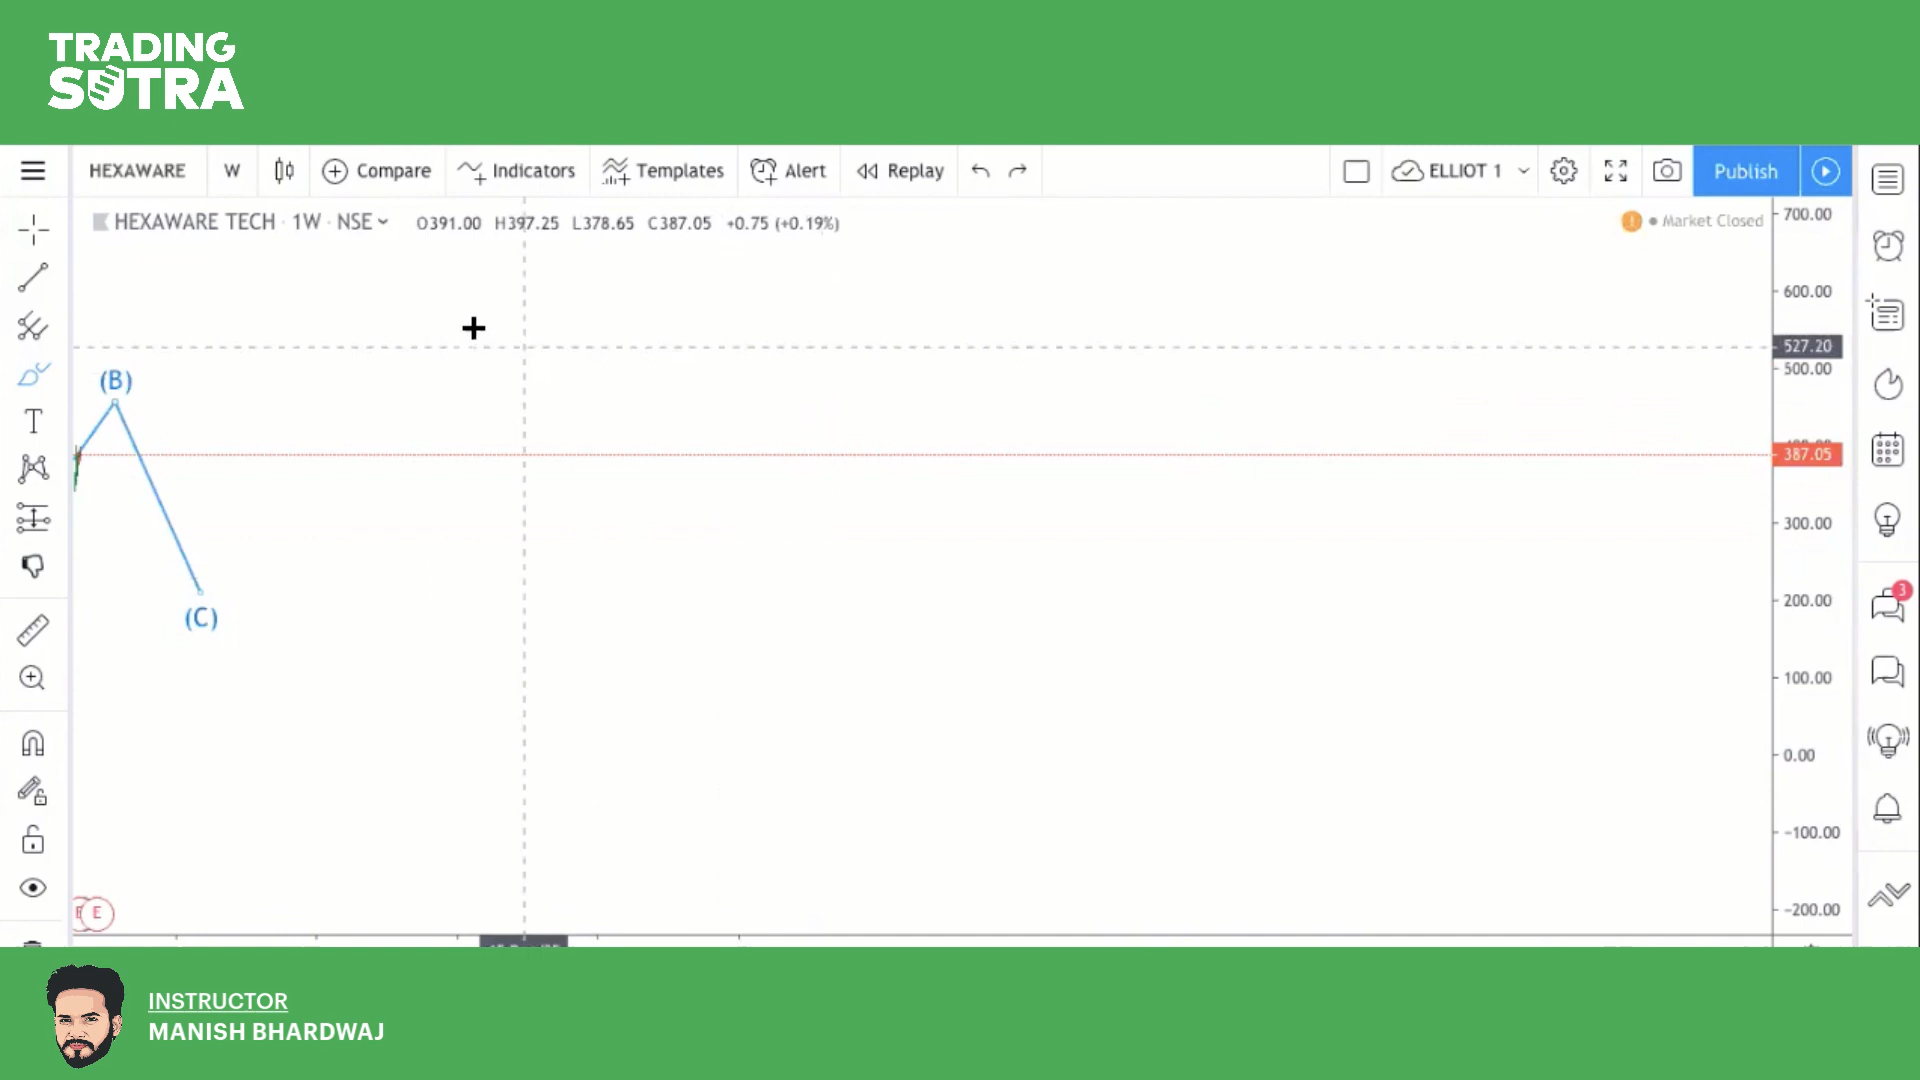 TRADING
SUTRA
HEXAWARE W Compare Indicators Templates Alert Replay ELLIOT 1 Publish
HEXAWARE TECH · 1W · NSE O391.00 H397.25 L378.65 C387.05 +0.75 (+0.19%)
! Market Closed
700.00
600.00
527.20
500.00
387.05
300.00
200.00
100.00
0.00
-100.00
-200.00
(B)
(C)
T
3
E
INSTRUCTOR
MANISH BHARDWAJ